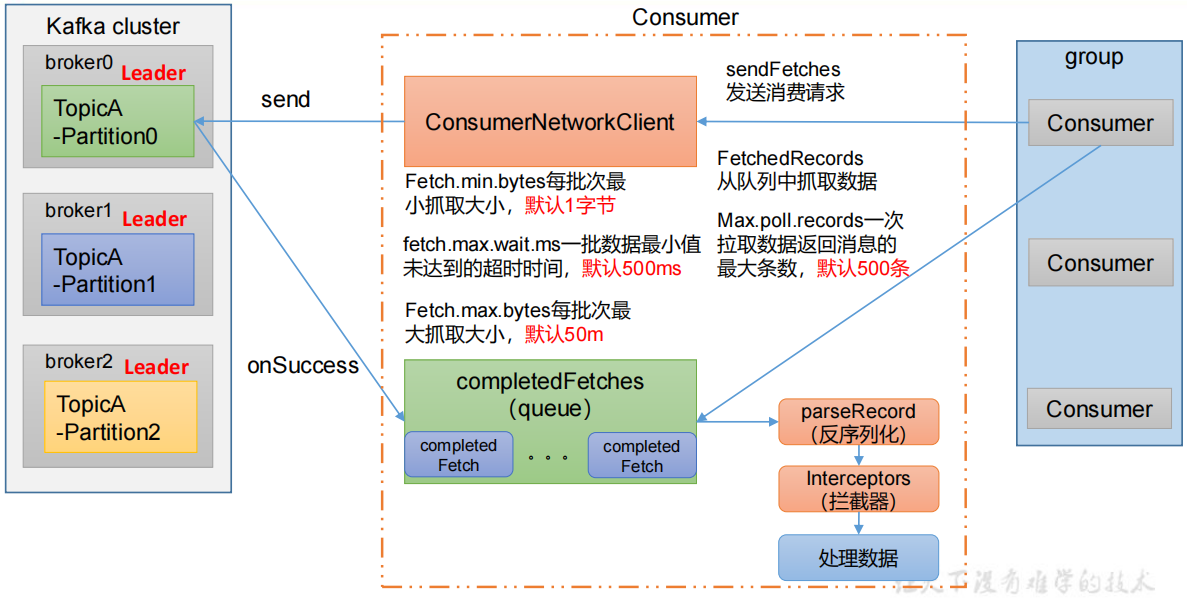 Kafka cluster
broker0
Leader
TopicA
-Partition0
broker1
Leader
TopicA
-Partition1
broker2
Leader
TopicA
-Partition2
send
onSuccess
Consumer
ConsumerNetworkClient
Fetch.min.bytes每批次最
小抓取大小，默认1字节
fetch.max.wait.ms一批数据最小值
未达到的超时时间，默认500ms
Fetch.max.bytes每批次最
大抓取大小，默认50m
completedFetches
（queue）
completed
Fetch
。。。
completed
Fetch
sendFetches
发送消费请求
FetchedRecords
从队列中抓取数据
Max.poll.records一次
拉取数据返回消息的
最大条数，默认500条
parseRecord
（反序列化）
Interceptors
（拦截器）
处理数据
group
Consumer
Consumer
Consumer
让天下没有难学的技术